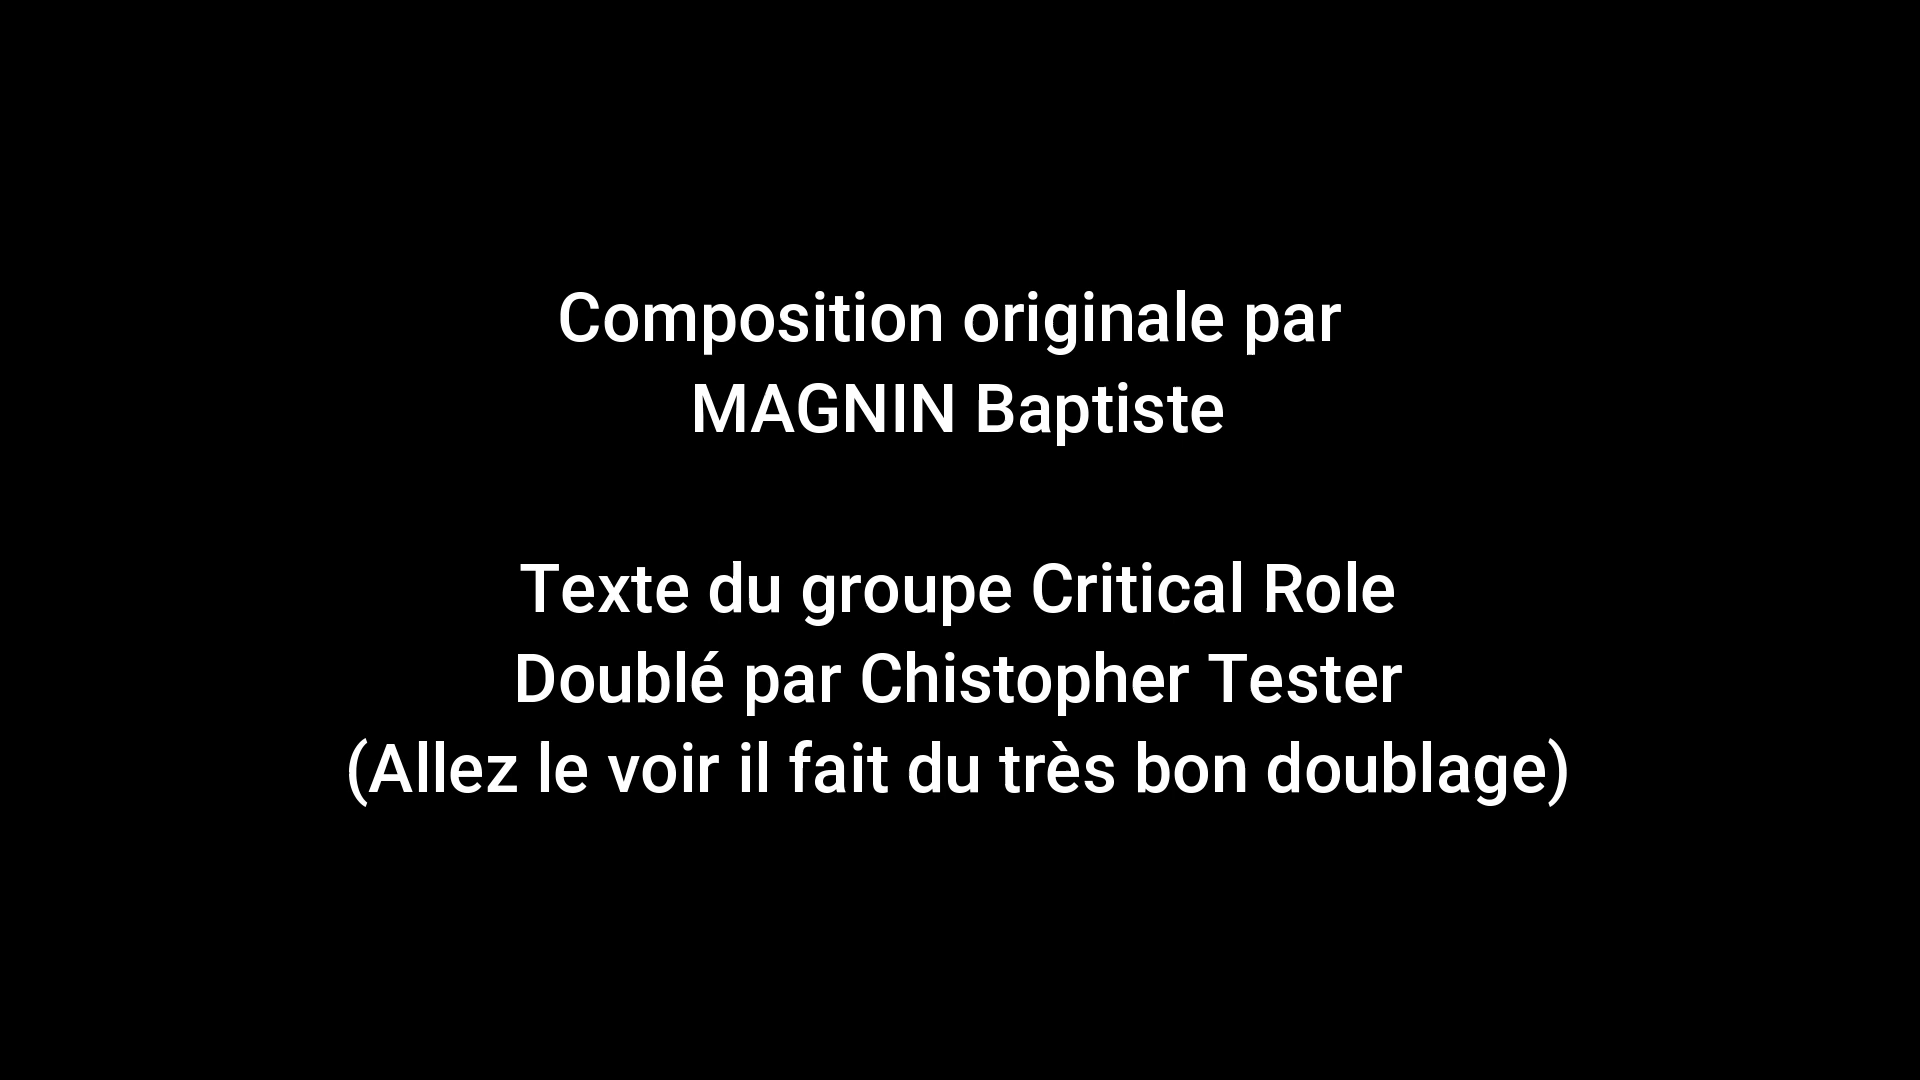 Composition originale par
MAGNIN Baptiste
Texte du groupe Critical Role
Doublé par Chistopher Tester
(Allez le voir il fait du très bon doublage)